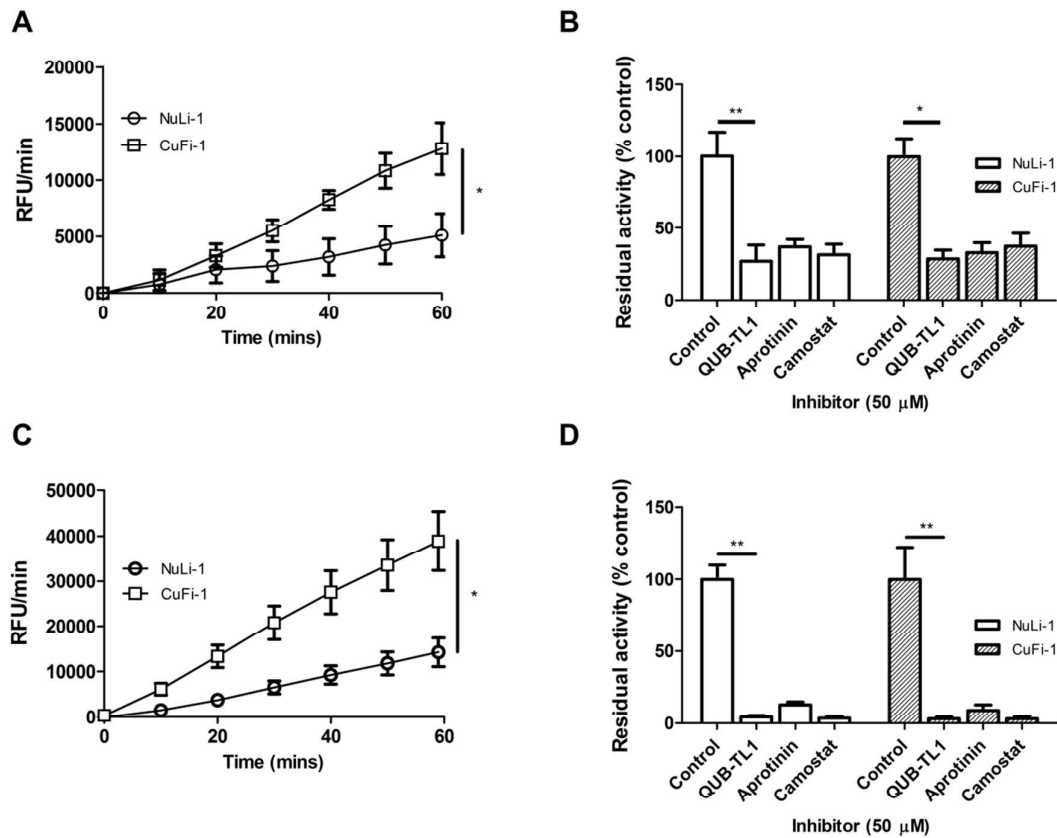 A
RFU/min
20000
15000
10000
5000
0
NuLi-1
CuFi-1
*
0 20 40 60
Time (mins)
B
Residual activity (% control)
150
100
50
0
** *
NuLi-1
CuFi-1
Control QUB-TL1 Aprotinin Camostat Control QUB-TL1 Aprotinin Camostat
Inhibitor (50 μM)
C
RFU/min
50000
40000
30000
20000
10000
0
NuLi-1
CuFi-1
*
0 20 40 60
Time (mins)
D
Residual activity (% control)
150
100
50
0
** **
NuLi-1
CuFi-1
Control QUB-TL1 Aprotinin Camostat Control QUB-TL1 Aprotinin Camostat
Inhibitor (50 μM)